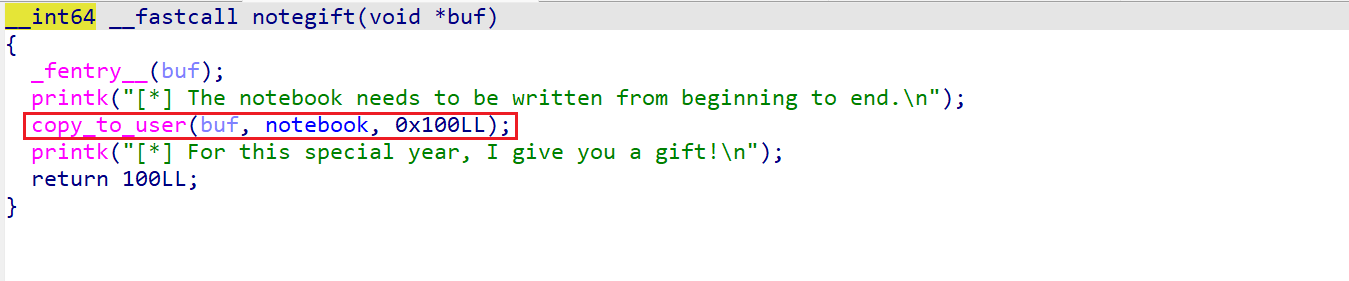 __int64 __fastcall notegift(void *buf)
{
  _fentry__(buf);
  printk("[*] The notebook needs to be written from beginning to end.\n");
  copy_to_user(buf, notebook, 0x100LL);
  printk("[*] For this special year, I give you a gift!\n");
  return 100LL;
}